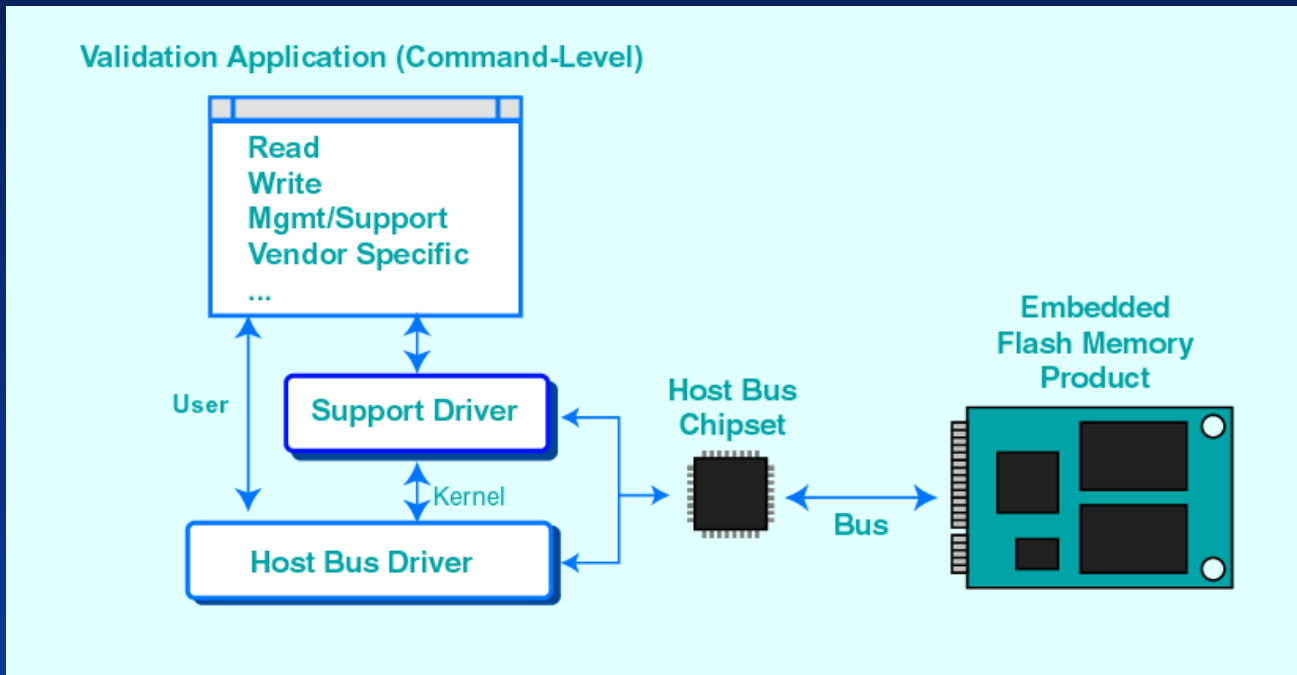 Validation Application (Command-Level)
Read
Write
Mgmt/Support
Vendor Specific
...
User
Support Driver
Kernel
Host Bus Driver
Host Bus
Chipset
Bus
Embedded
Flash Memory
Product